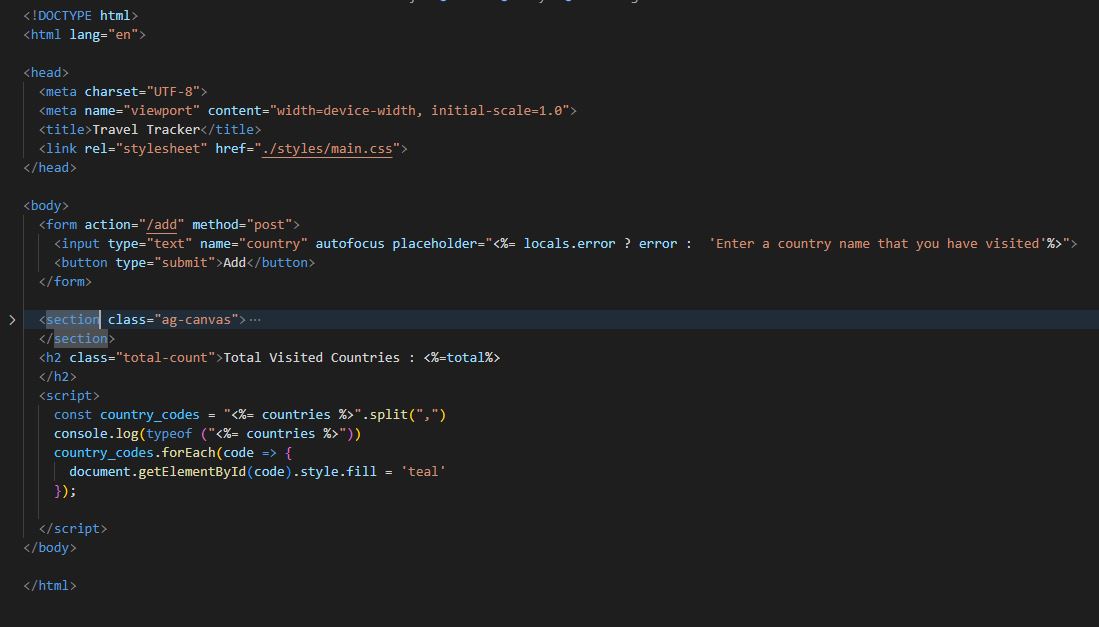 <!DOCTYPE html>
<html lang="en">
<head>
<meta charset="UTF-8">
<meta name="viewport" content="width=device-width, initial-scale=1.0">
<title>Travel Tracker</title>
<link rel="stylesheet" href="./styles/main.css">
</head>
<body>
<form action="/add" method="post">
<input type="text" name="country" autofocus placeholder="<%= locals.error ? error :  'Enter a country name that you have visited'%>">
<button type="submit">Add</button>
</form>
<section class="ag-canvas">⋯
</section>
<h2 class="total-count">Total Visited Countries : <%=total%>
</h2>
<script>
const country_codes = "<%= countries %>".split(",")
console.log(typeof ("<%= countries %>"))
country_codes.forEach(code => {
document.getElementById(code).style.fill = 'teal'
});
</script>
</body>
</html>